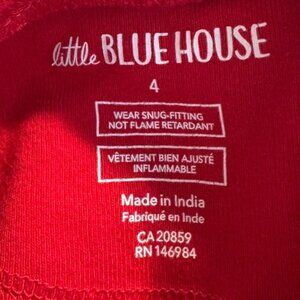 little BLUE HOUSE
4
WEAR SNUG-FITTING
NOT FLAME RETARDANT
VÊTEMENT BIEN AJUSTÉ
INFLAMMABLE
Made in India
Fabriqué en Inde
CA 20859
RN 146984